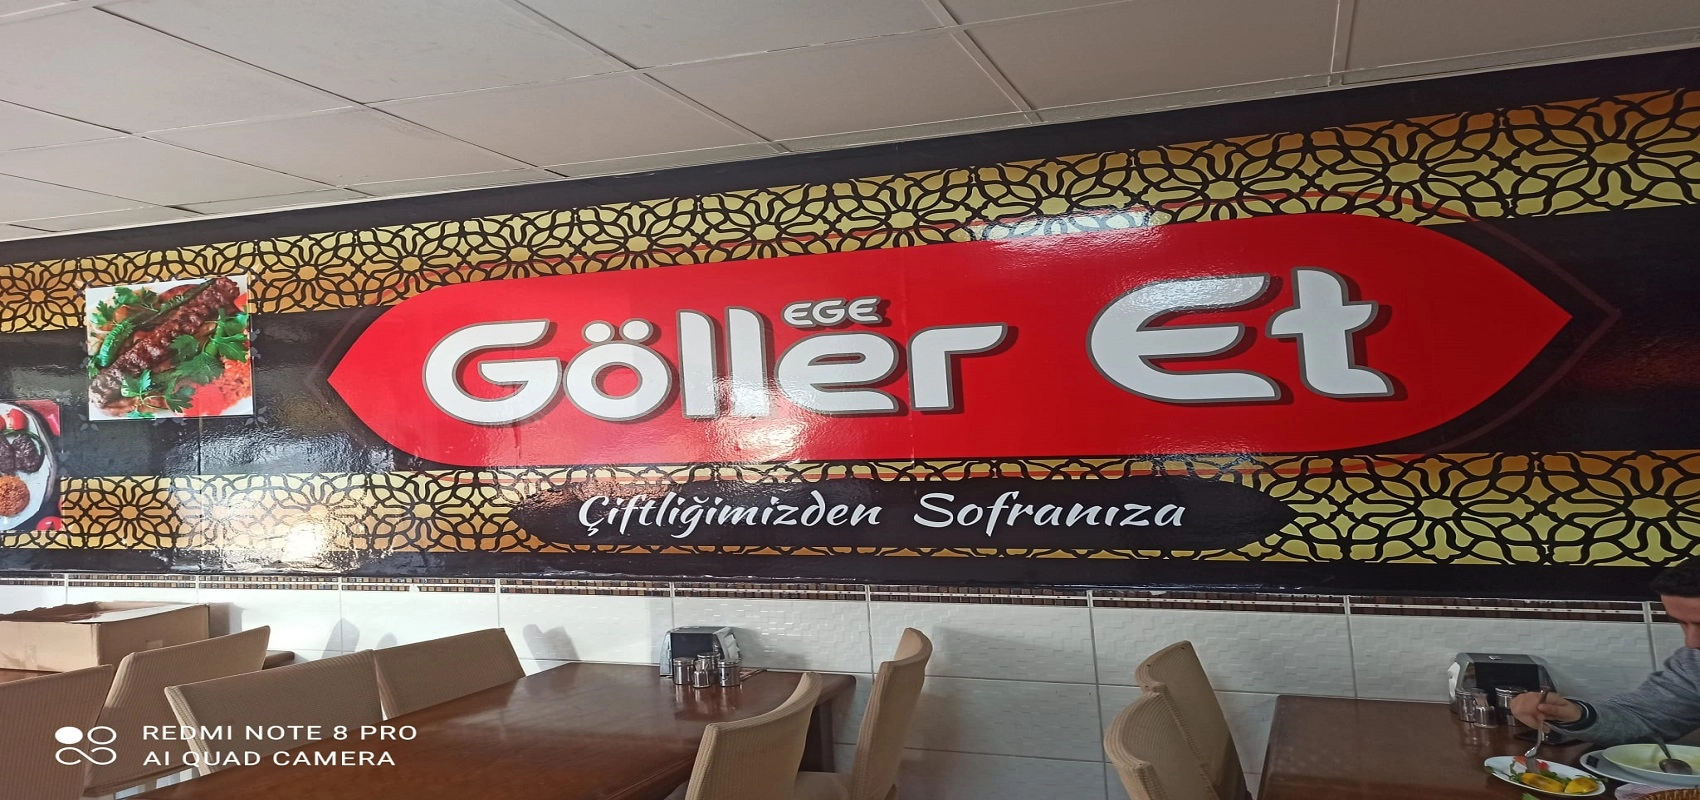 EGE
Göller Et
Çiftliğimizden Sofranıza
REDMI NOTE 8 PRO
AI QUAD CAMERA